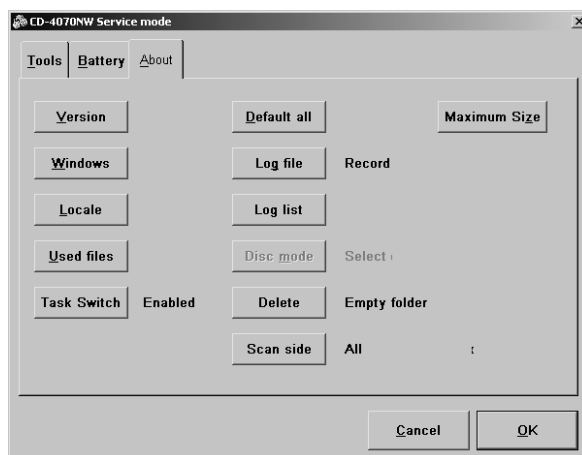 CD-4070NW Service mode
Tools Battery About
Version Default all Maximum Size
Windows Log file Record
Locale Log list
Used files Disc mode Select
Task Switch Enabled Delete Empty folder
Scan side All
Cancel OK